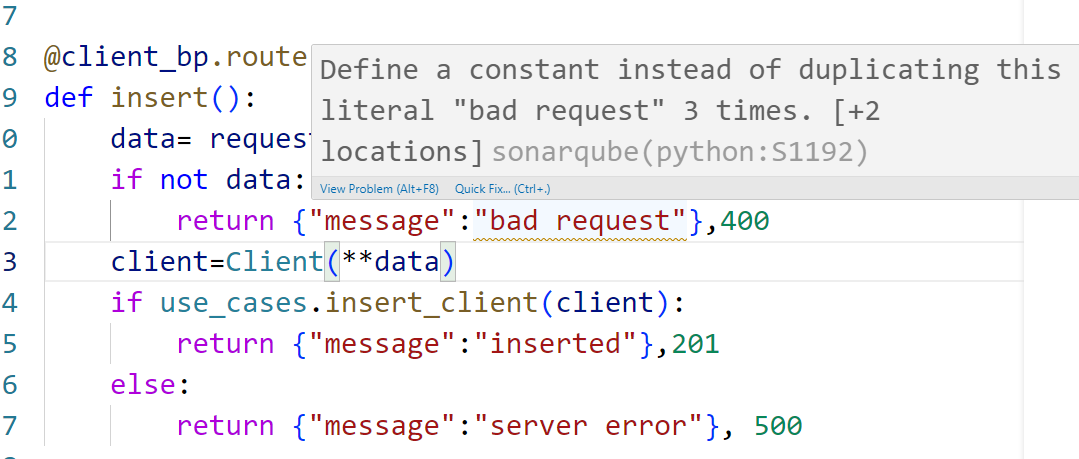 7
8 @client_bp.route
Define a constant instead of duplicating this
9 def insert():
literal "bad request" 3 times. [+2
0 data= request
locations] sonarqube(python:S1192)
1 if not data:
View Problem (Alt+F8) Quick Fix... (Ctrl+.)
2 return {"message":"bad request"},400
3 client=Client(**data)
4 if use_cases.insert_client(client):
5 return {"message":"inserted"},201
6 else:
7 return {"message":"server error"}, 500